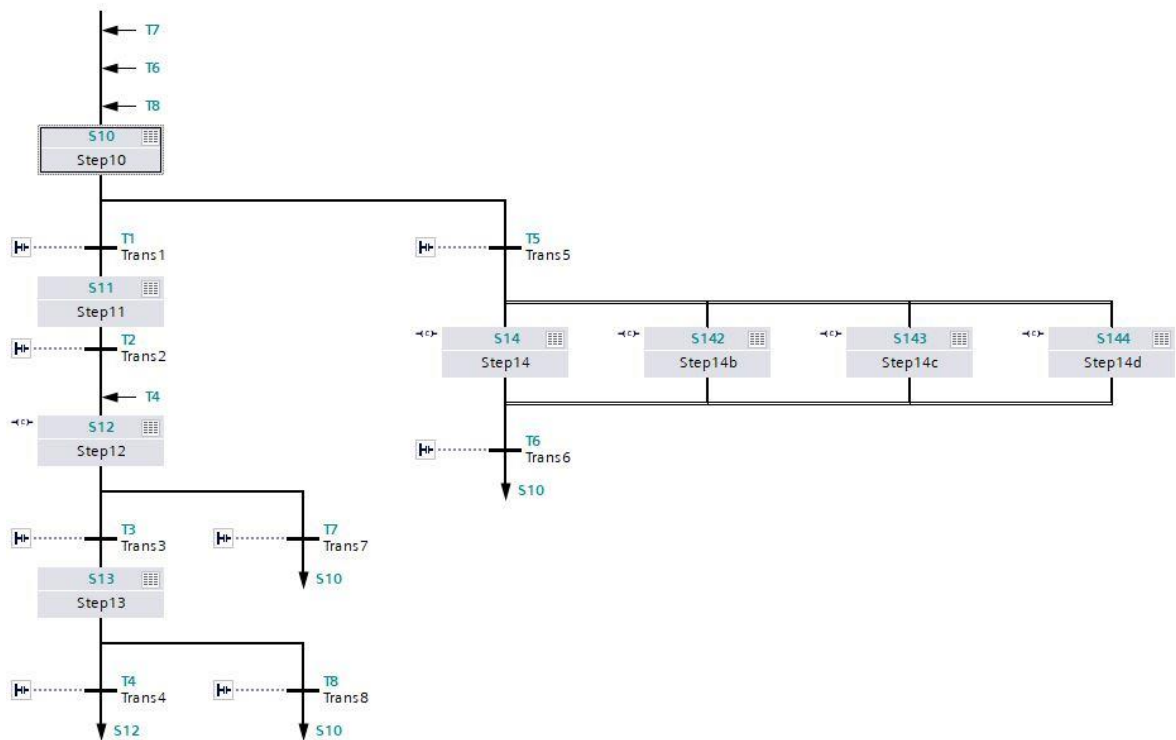 T7
T6
T8
S10
Step10
T1
Trans1
T5
Trans5
S11
Step11
T2
Trans2
(C)
S14
Step14
(C)
S142
Step14b
(C)
S143
Step14c
(C)
S144
Step14d
T4
(C)
S12
Step12
T6
Trans6
S10
T3
Trans3
T7
Trans7
S10
S13
Step13
T4
Trans4
T8
Trans8
S12
S10